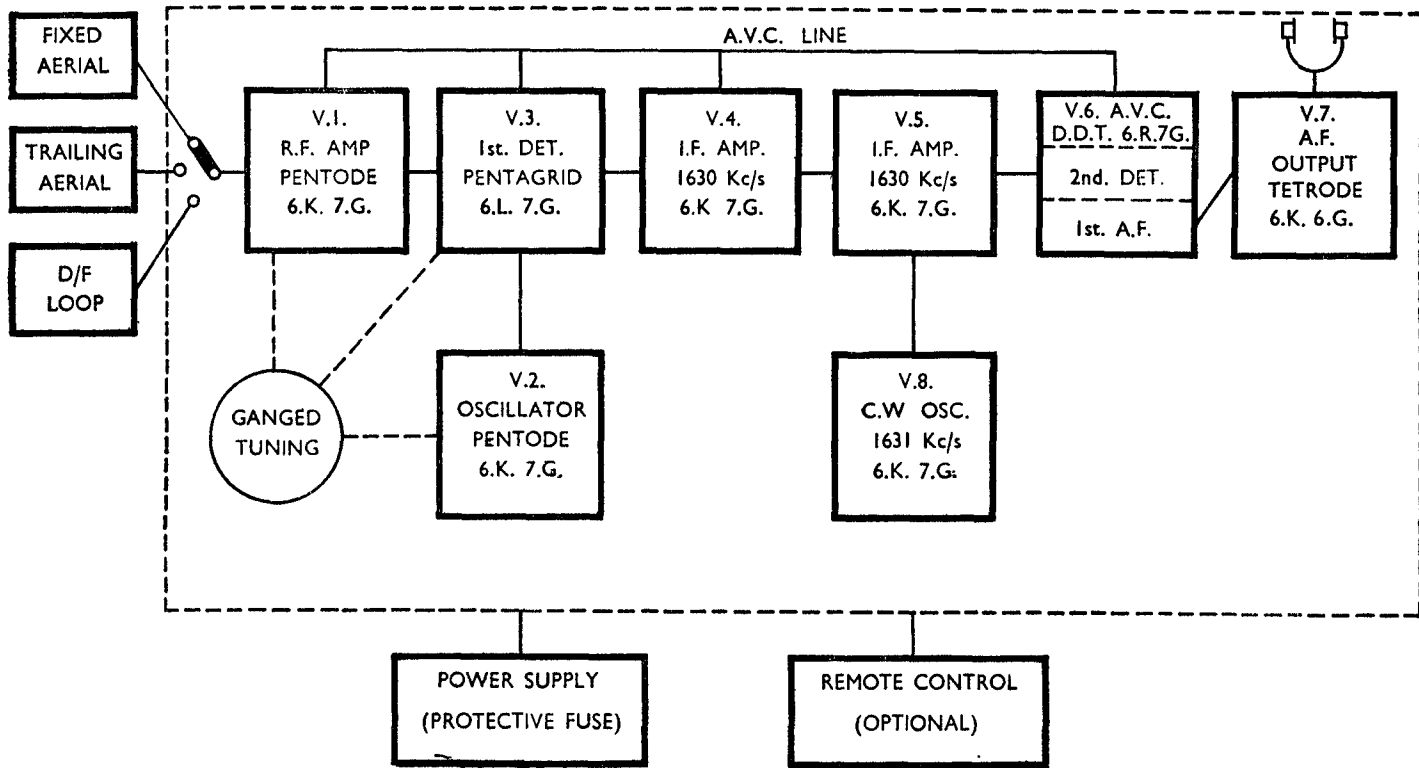 A.V.C. LINE
FIXED
AERIAL
TRAILING
AERIAL
D/F
LOOP
V.1.
R.F. AMP
PENTODE
6.K. 7.G.
V.3.
1st. DET.
PENTAGRID
6.L. 7.G.
V.4.
I.F. AMP.
1630 Kc/s
6.K 7.G.
V.5.
I.F. AMP.
1630 Kc/s
6.K. 7.G.
V.6. A.V.C.
D.D.T. 6.R.7G.
2nd. DET.
1st. A.F.
V.7.
A.F.
OUTPUT
TETRODE
6.K. 6.G.
GANGED
TUNING
V.2.
OSCILLATOR
PENTODE
6.K. 7.G.
V.8.
C.W OSC.
1631 Kc/s
6.K. 7.G.
POWER SUPPLY
(PROTECTIVE FUSE)
REMOTE CONTROL
(OPTIONAL)